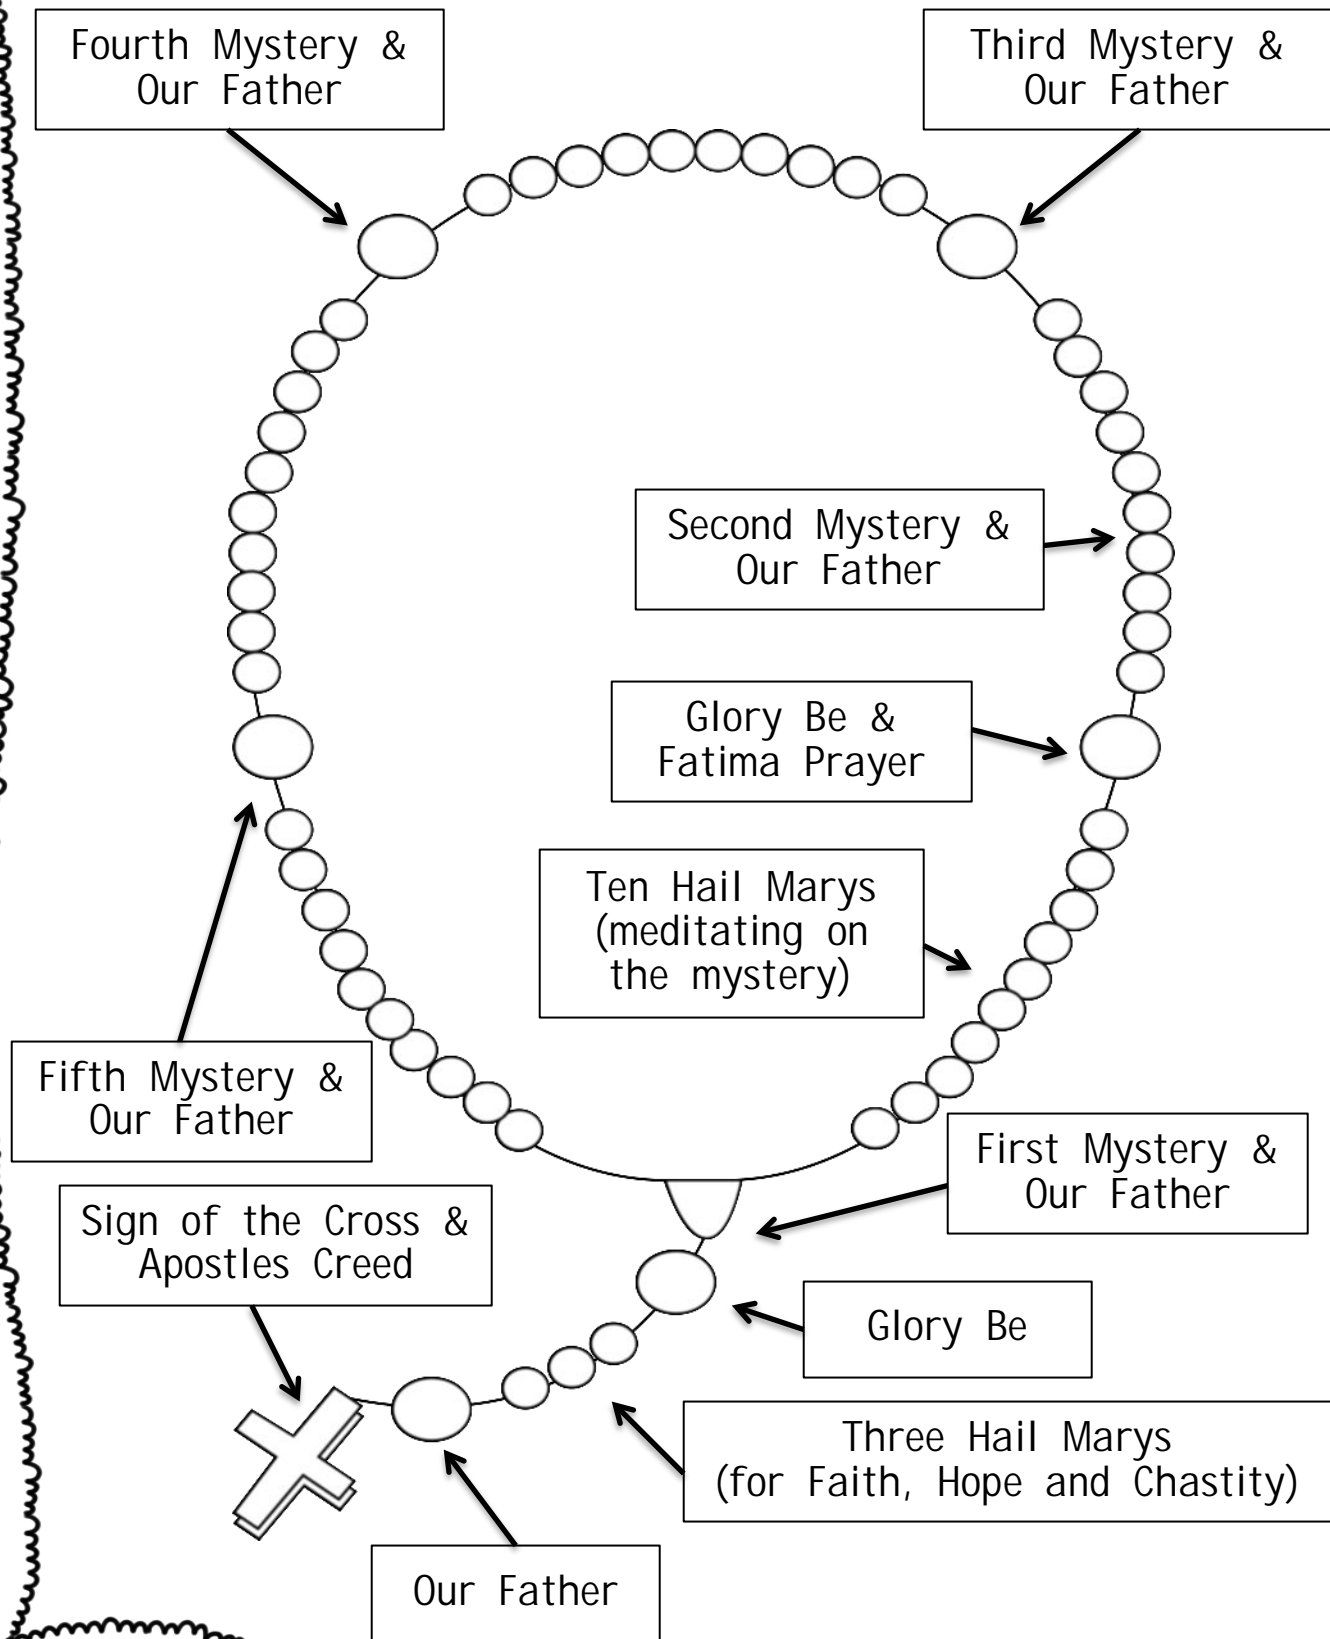 Fourth Mystery &
Our Father
Third Mystery &
Our Father
Second Mystery &
Our Father
Glory Be &
Fatima Prayer
Ten Hail Marys
(meditating on
the mystery)
Fifth Mystery &
Our Father
First Mystery &
Our Father
Sign of the Cross &
Apostles Creed
Glory Be
Three Hail Marys
(for Faith, Hope and Chastity)
Our Father